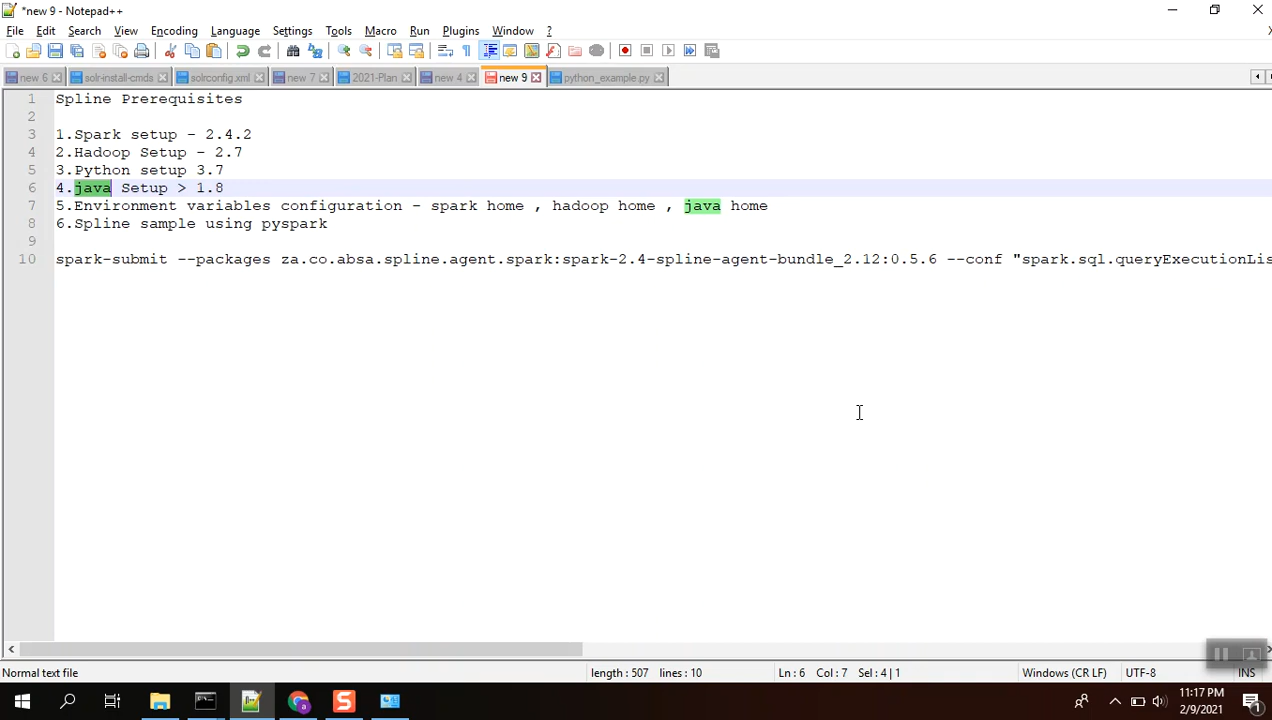 *new 9 - Notepad++
File Edit Search View Encoding Language Settings Tools Macro Run Plugins Window ?
new 6 solr-install-cmds solrconfig.xml new 7 2021-Plan new 4 new 9 python_example.py
1 Spline Prerequisites
2
3 1.Spark setup - 2.4.2
4 2.Hadoop Setup - 2.7
5 3.Python setup 3.7
6 4.java Setup > 1.8
7 5.Environment variables configuration - spark home , hadoop home , java home
8 6.Spline sample using pyspark
9
10 spark-submit --packages za.co.absa.spline.agent.spark:spark-2.4-spline-agent-bundle_2.12:0.5.6 --conf "spark.sql.queryExecutionLis
Normal text file length : 507 lines : 10 Ln : 6 Col : 7 Sel : 4 | 1 Windows (CR LF) UTF-8 INS
11:17 PM
2/9/2021
1